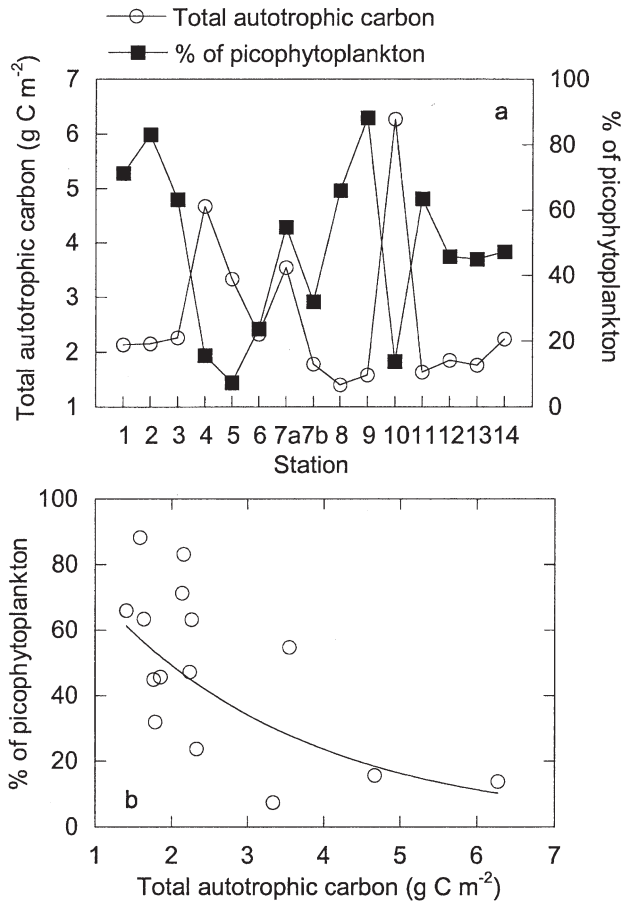 Total autotrophic carbon
% of picophytoplankton
7
6
5
4
3
2
1
Total autotrophic carbon (g C m⁻²)
100
80
60
40
20
0
% of picophytoplankton
a
1 2 3 4 5 6 7a 7b 8 9 10 11 12 13 14
Station
100
80
60
40
20
0
% of picophytoplankton
b
1 2 3 4 5 6 7
Total autotrophic carbon (g C m⁻²)